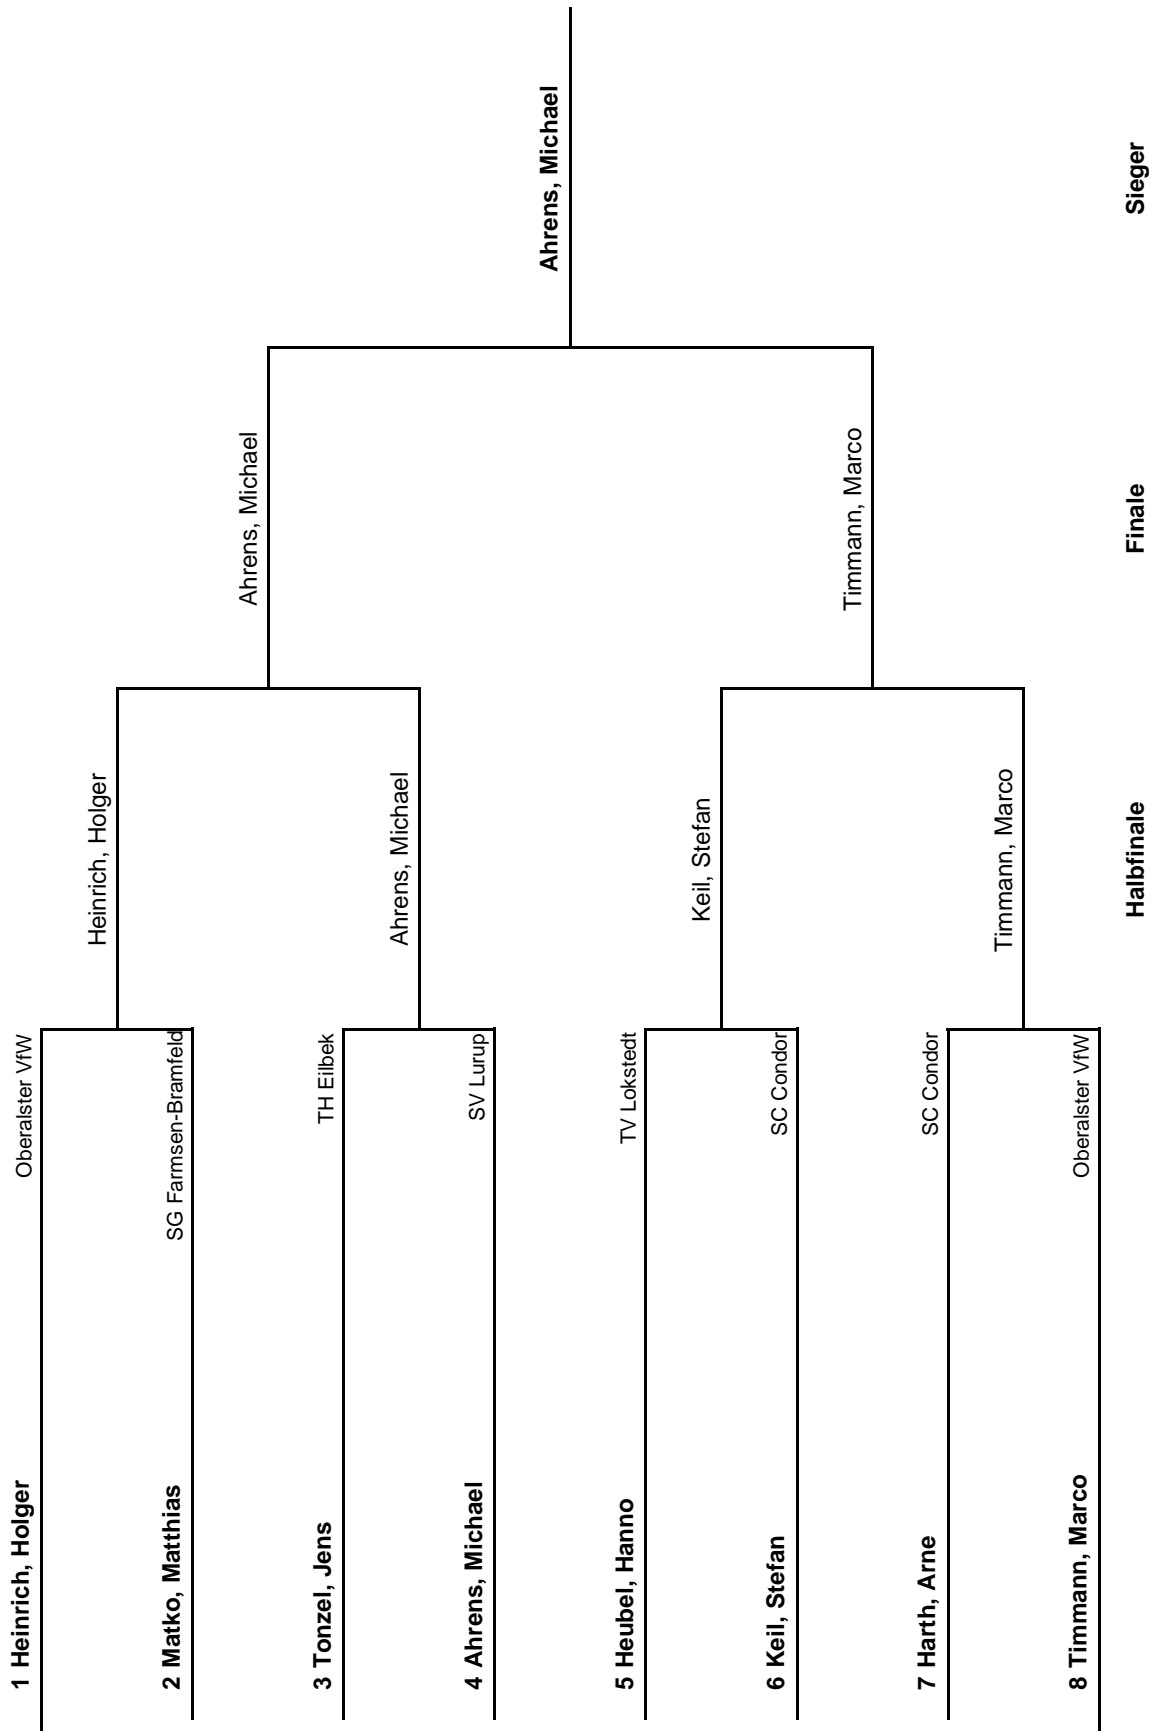 1 Heinrich, Holger
Oberalster VfW
2 Matko, Matthias
SG Farmsen-Bramfeld
3 Tonzel, Jens
TH Eilbek
4 Ahrens, Michael
SV Lurup
5 Heubel, Hanno
TV Lokstedt
6 Keil, Stefan
SC Condor
7 Harth, Arne
SC Condor
8 Timmann, Marco
Oberalster VfW
Heinrich, Holger
Ahrens, Michael
Keil, Stefan
Timmann, Marco
Halbfinale
Ahrens, Michael
Timmann, Marco
Finale
Ahrens, Michael
Sieger